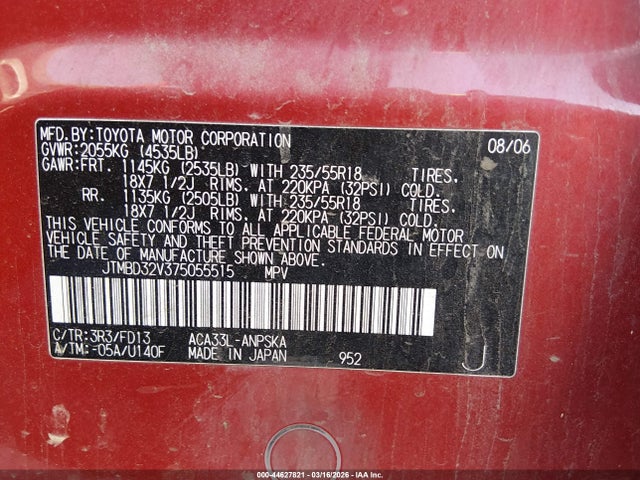 MFD.BY:TOYOTA MOTOR CORPORATION 08/06
GVWR:2055KG (4535LB)
GAWR:FRT. 1145KG (2535LB) WITH 235/55R18 TIRES.
18X7 1/2J RIMS. AT 220KPA (32PSI) COLD.
RR. 1135KG (2505LB) WITH 235/55R18 TIRES.
18X7 1/2J RIMS. AT 220KPA (32PSI) COLD.
THIS VEHICLE CONFORMS TO ALL APPLICABLE FEDERAL MOTOR
VEHICLE SAFETY AND THEFT PREVENTION STANDARDS IN EFFECT ON
THE DATE OF MANUFACTURE SHOWN ABOVE.
JTMBD32V375055515 MPV
C/TR:3R3/FD13 ACA33L-ANPSKA
A/TM:-05A/U140F MADE IN JAPAN 952 J
000-44627821 - 03/16/2026 - IAA Inc.